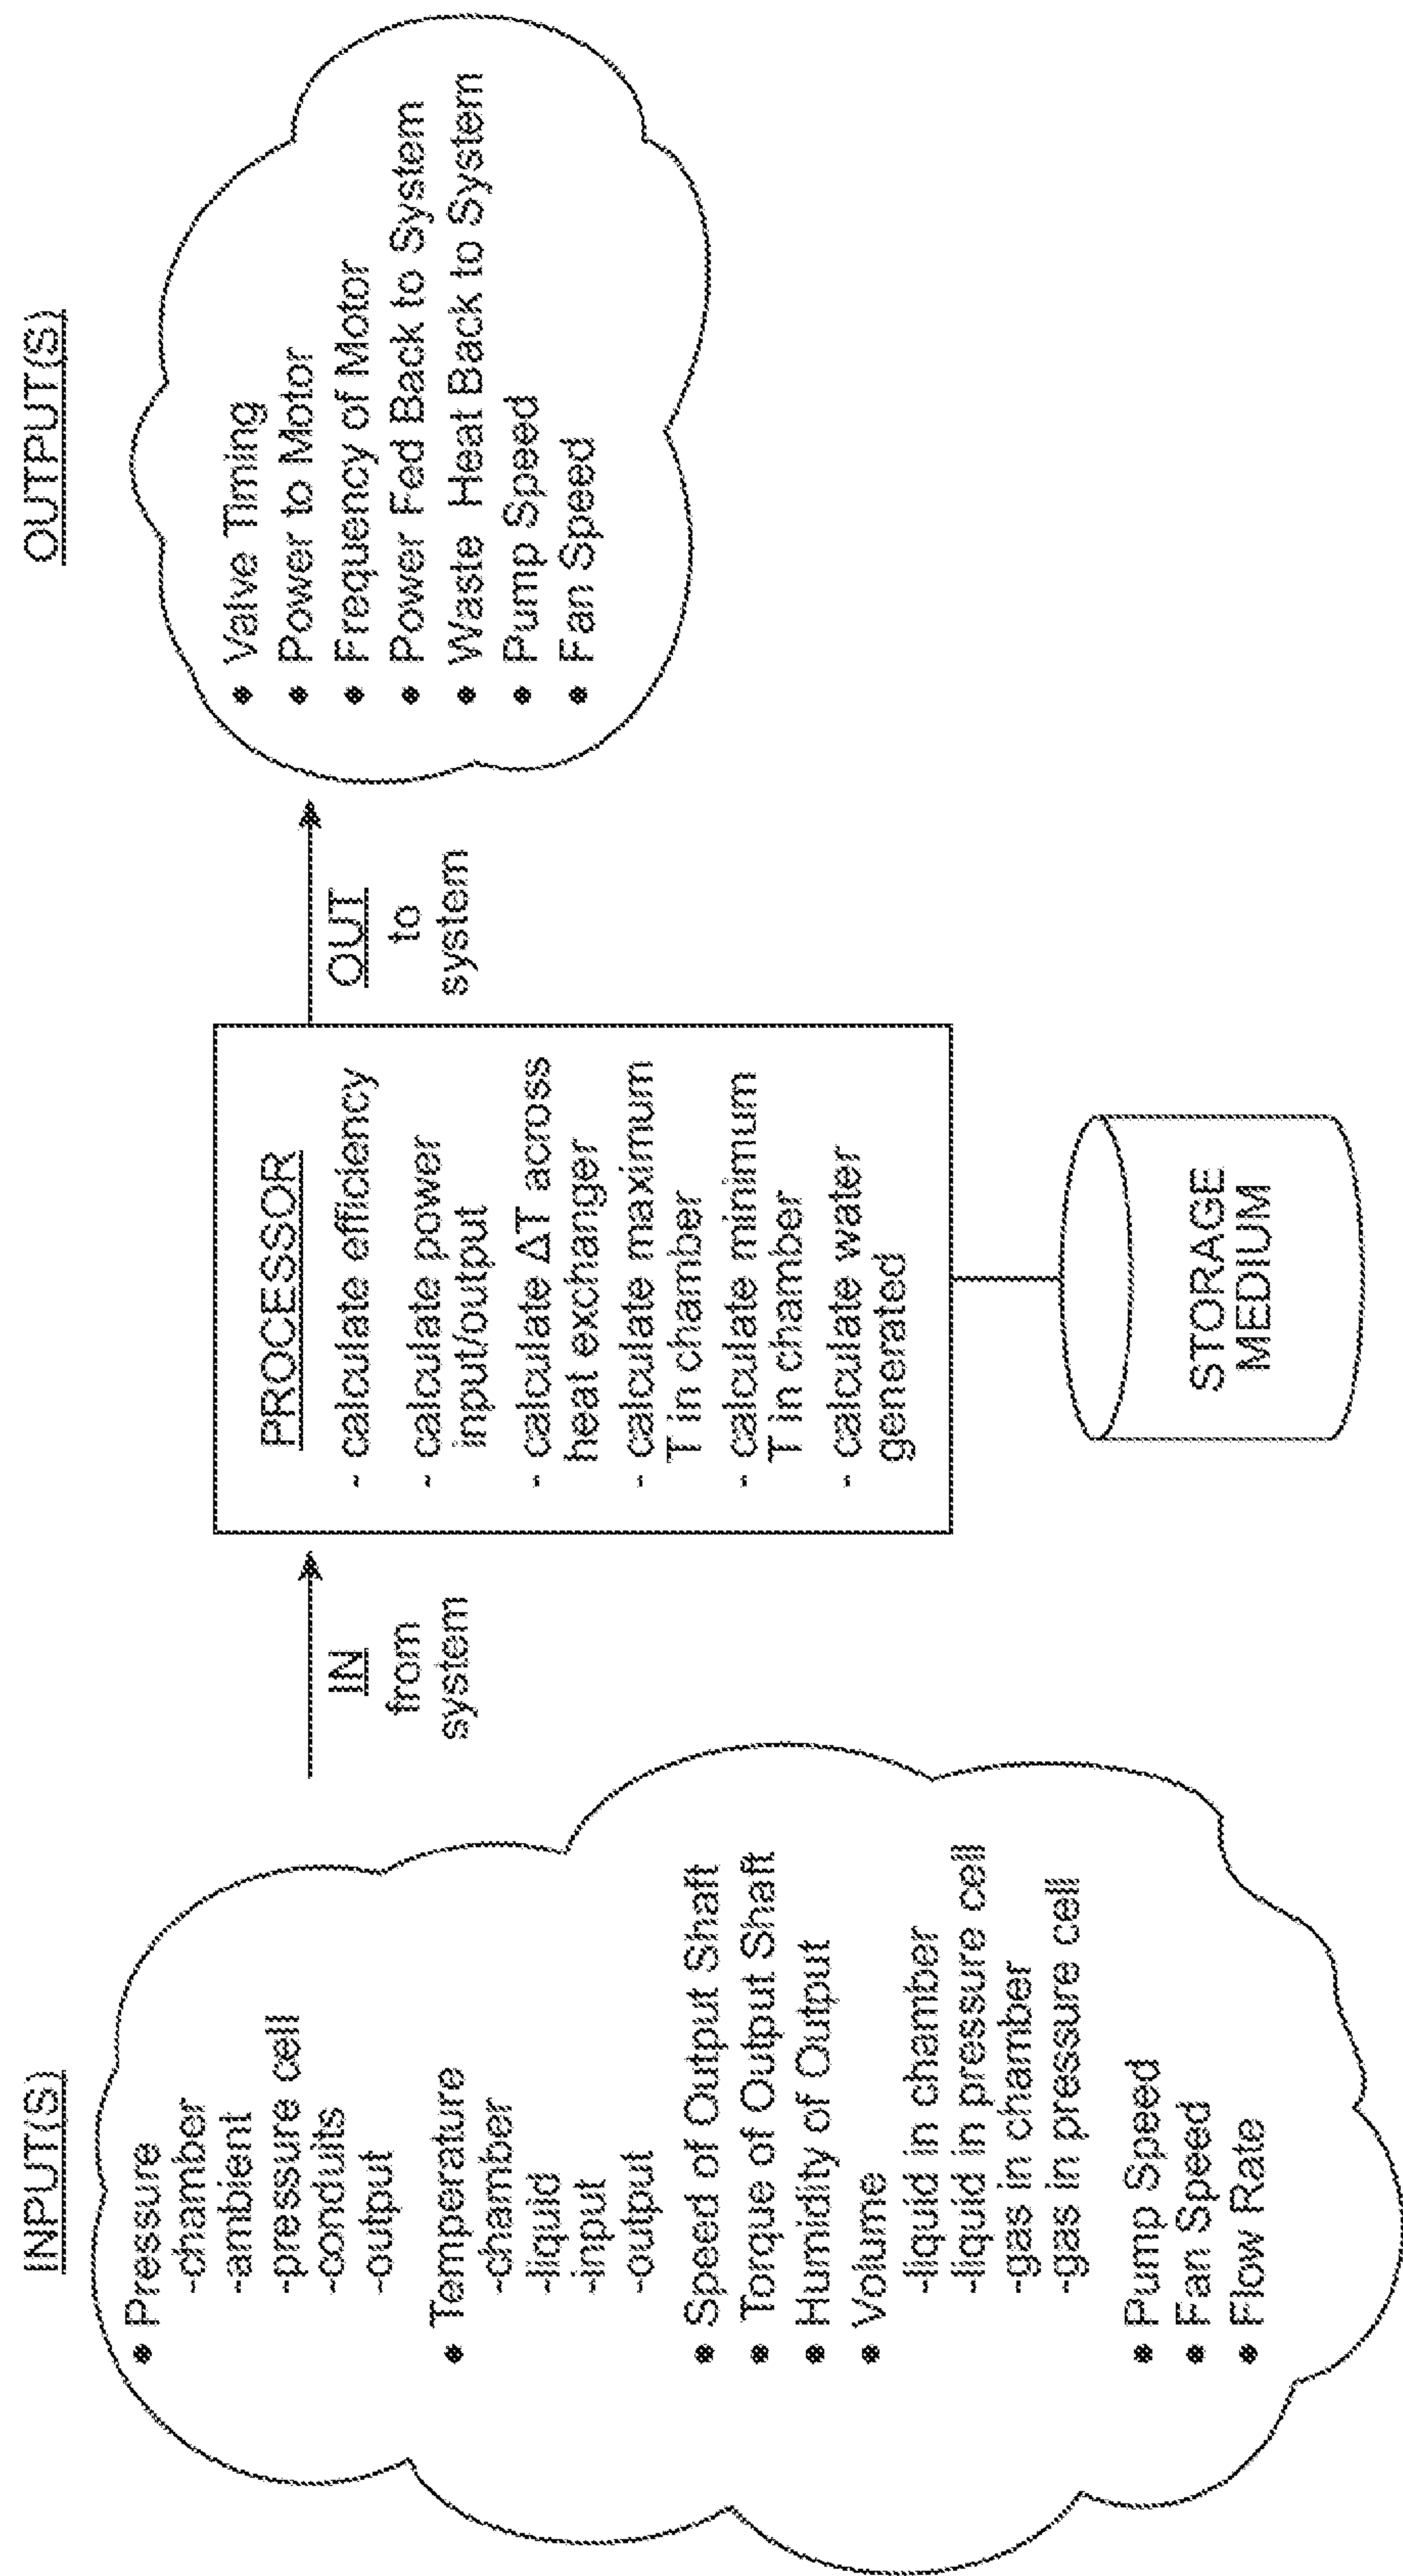 INPUT(S)
• Pressure
-chamber
-ambient
-pressure cell
-conduits
-output
• Temperature
-chamber
-liquid
-input
-output
• Speed of Output Shaft
• Torque of Output Shaft
• Humidity of Output
• Volume
-liquid in chamber
-liquid in pressure cell
-gas in chamber
-gas in pressure cell
• Pump Speed
• Fan Speed
• Flow Rate
IN
from
system
PROCESSOR
- calculate efficiency
- calculate power
input/output
- calculate ΔT across
heat exchanger
- calculate maximum
T in chamber
- calculate minimum
T in chamber
- calculate water
generated
STORAGE
MEDIUM
OUT
to
system
OUTPUT(S)
• Valve Timing
• Power to Motor
• Frequency of Motor
• Power Fed Back to System
• Waste Heat Back to System
• Pump Speed
• Fan Speed